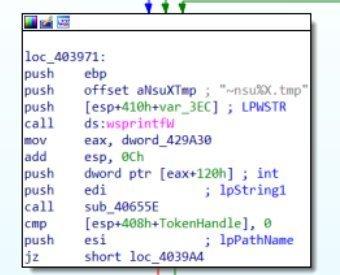 loc_403971:
push ebp
push offset aNsuXTmp ; "~nsu%X.tmp"
push [esp+410h+var_3EC] ; LPWSTR
call ds:wsprintfW
mov eax, dword_429A30
add esp, 0Ch
push dword ptr [eax+120h] ; int
push edi ; lpString1
call sub_40655E
cmp [esp+408h+TokenHandle], 0
push esi ; lpPathName
jz short loc_4039A4